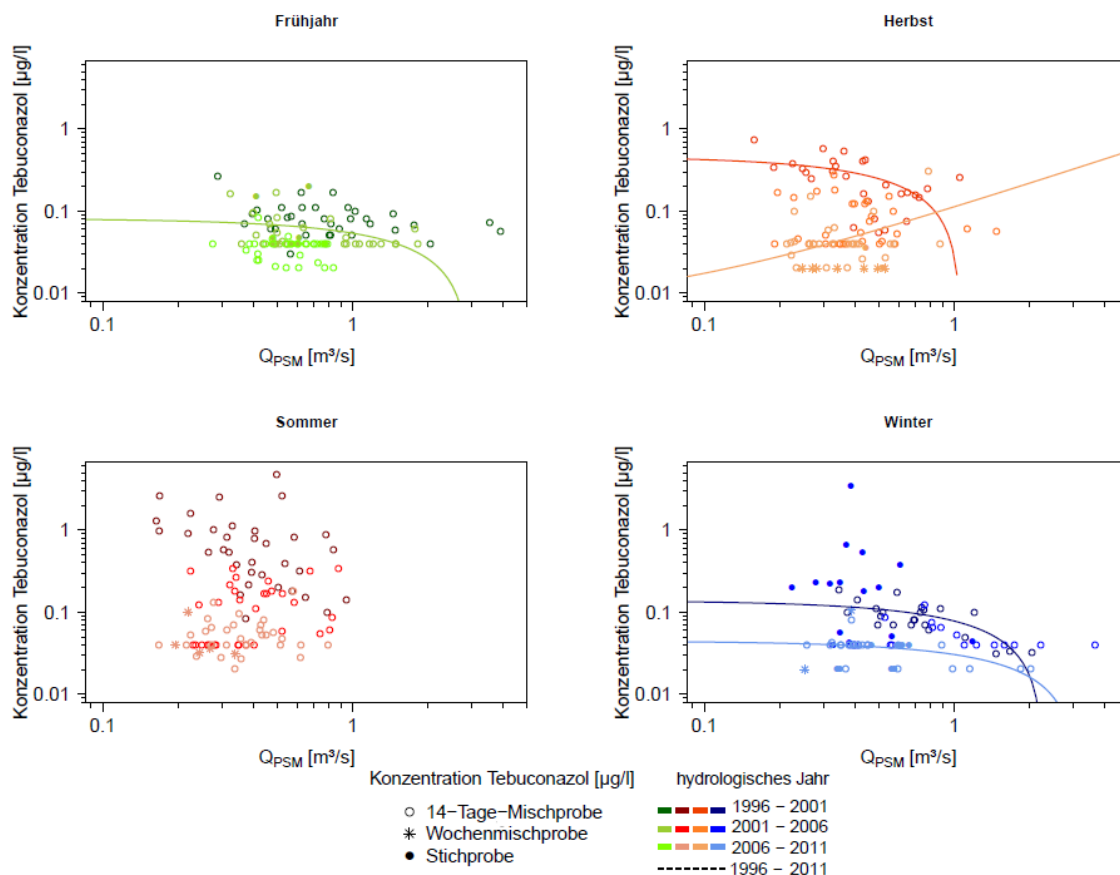 Frühjahr
Konzentration Tebuconazol [µg/l]
1
0.1
0.01
0.1
1
QPSM [m³/s]
Herbst
Konzentration Tebuconazol [µg/l]
1
0.1
0.01
0.1
1
QPSM [m³/s]
Sommer
Konzentration Tebuconazol [µg/l]
1
0.1
0.01
0.1
1
QPSM [m³/s]
Winter
Konzentration Tebuconazol [µg/l]
1
0.1
0.01
0.1
1
QPSM [m³/s]
Konzentration Tebuconazol [µg/l]
14−Tage−Mischprobe
Wochenmischprobe
Stichprobe
hydrologisches Jahr
1996 − 2001
2001 − 2006
2006 − 2011
1996 − 2011